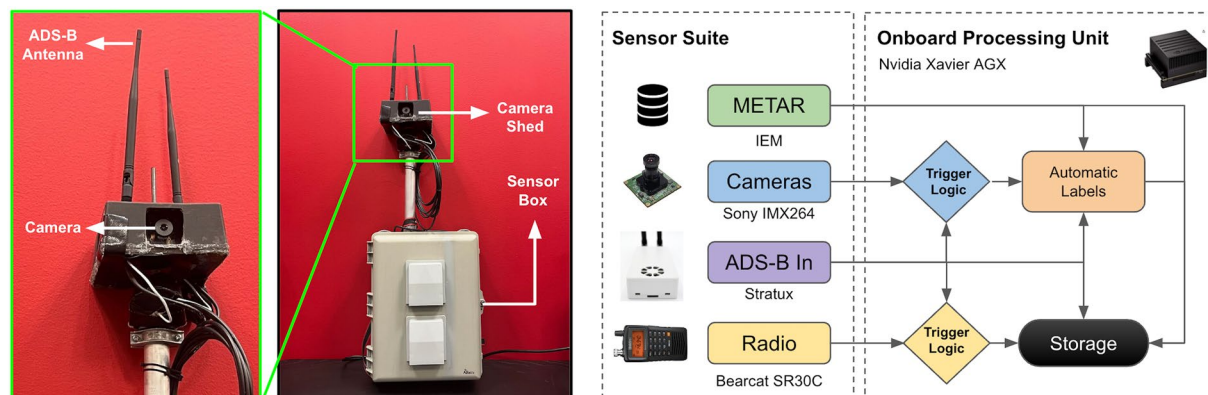 ADS-B
Antenna
Camera
Camera
Shed
Sensor
Box
Sensor Suite
METAR
IEM
Cameras
Sony IMX264
ADS-B In
Stratux
Radio
Bearcat SR30C
Onboard Processing Unit
Nvidia Xavier AGX
Trigger
Logic
Automatic
Labels
Trigger
Logic
Storage